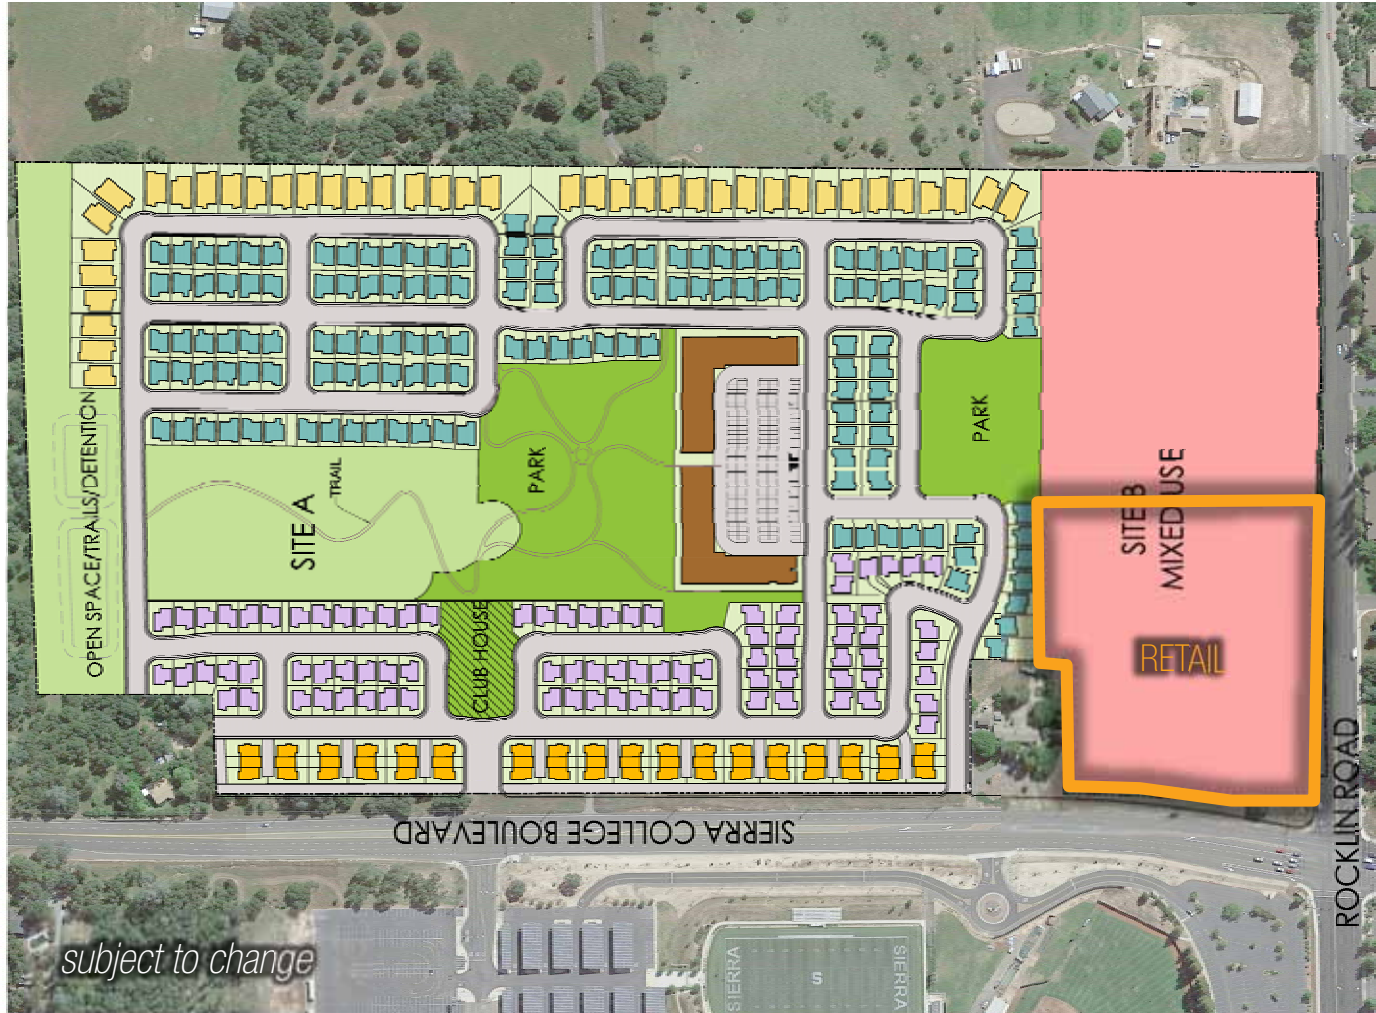 OPEN SPACE/TRAILS/DETENTION
SITE A
TRAIL
PARK
CLUB HOUSE
PARK
SITE B
MIXED USE
RETAIL
SIERRA COLLEGE BOULEVARD
ROCKLIN ROAD
subject to change
SIERRA
S
SIERRA